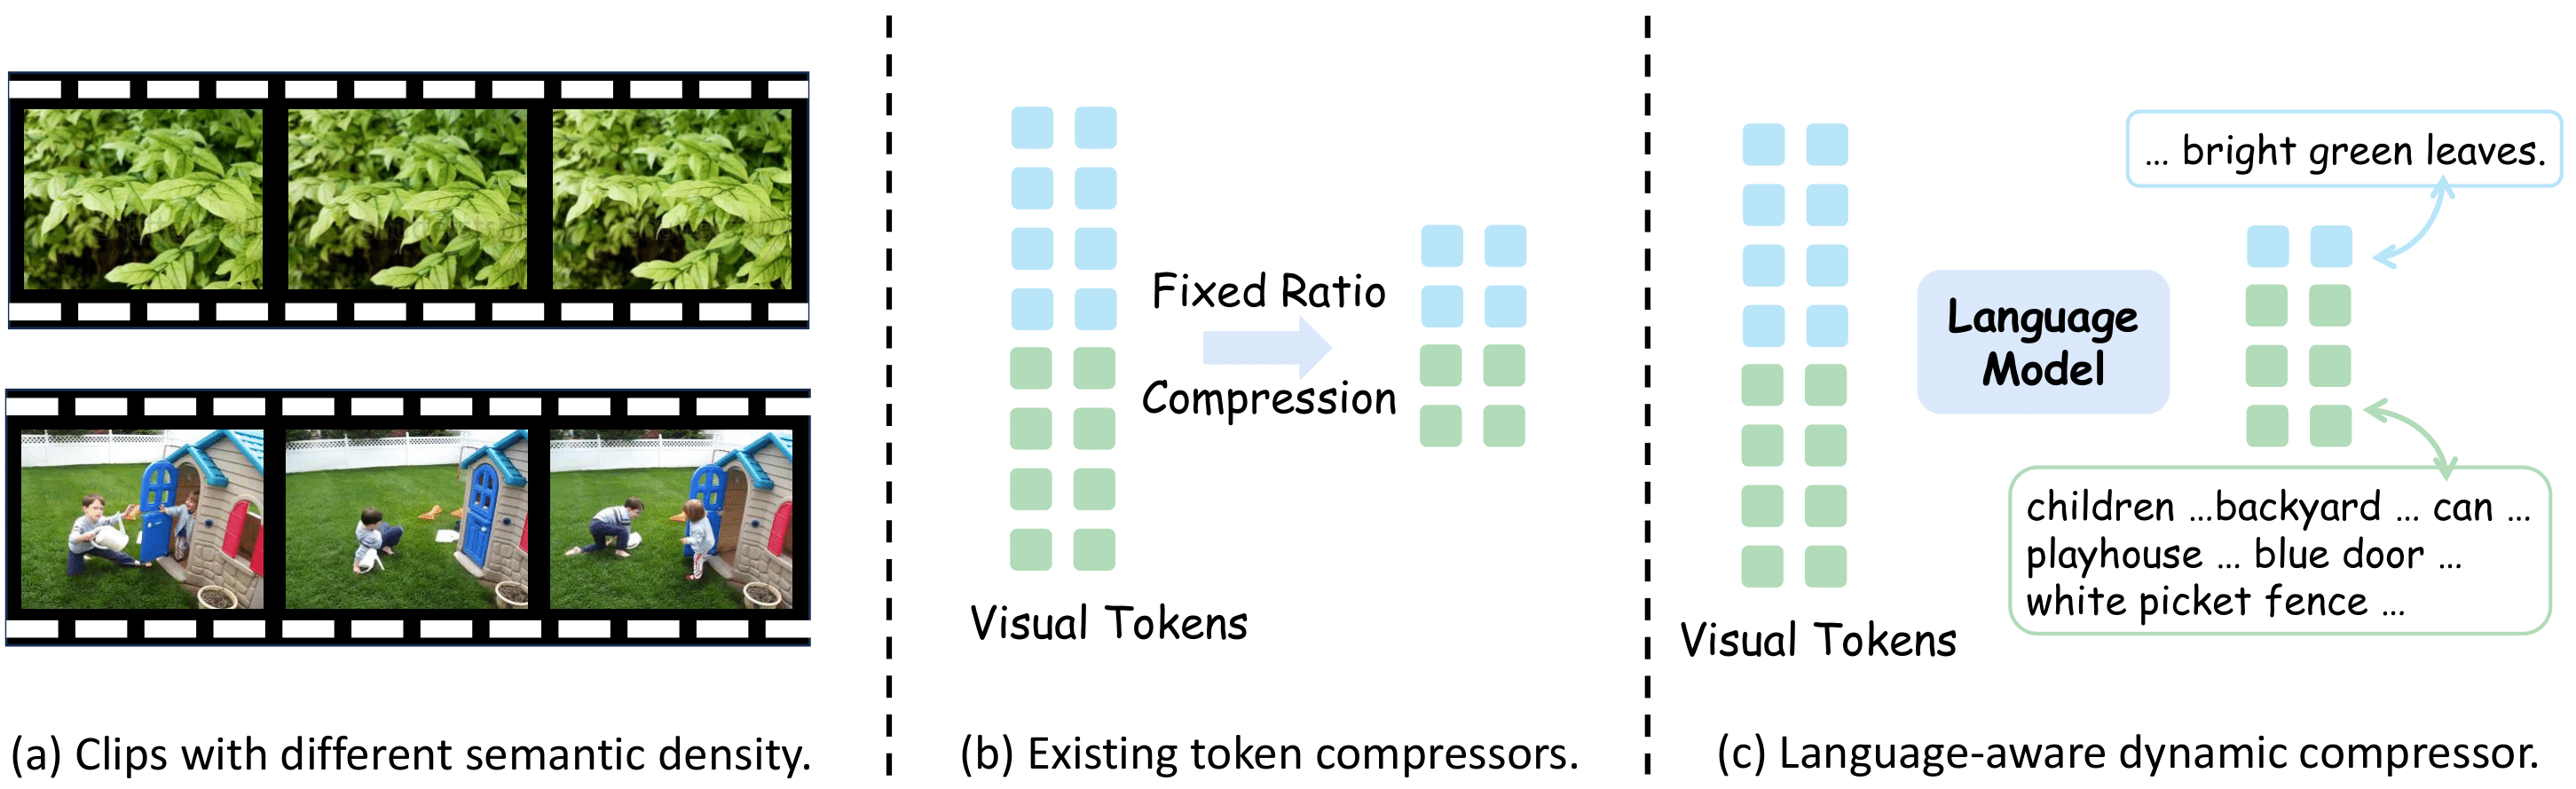 Fixed Ratio
Compression
Visual Tokens
Language
Model
... bright green leaves.
children ...backyard ... can ...
playhouse ... blue door ...
white picket fence ...
Visual Tokens
(a) Clips with different semantic density.
(b) Existing token compressors.
(c) Language-aware dynamic compressor.